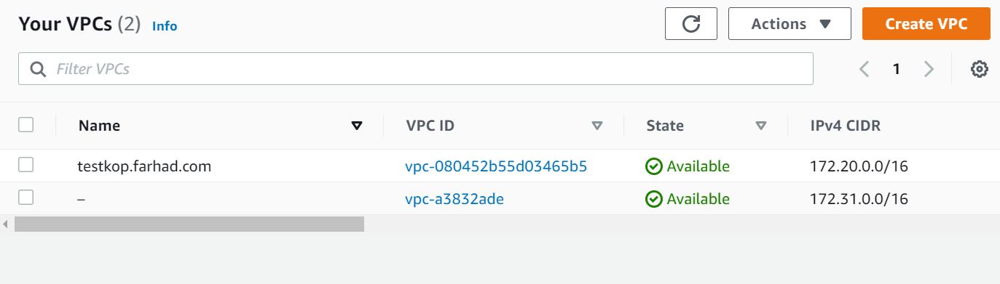 Your VPCs (2) Info
Actions
Create VPC
Filter VPCs
1
Name VPC ID State IPv4 CIDR
testkop.farhad.com vpc-080452b55d03465b5 Available 172.20.0.0/16
– vpc-a3832ade Available 172.31.0.0/16